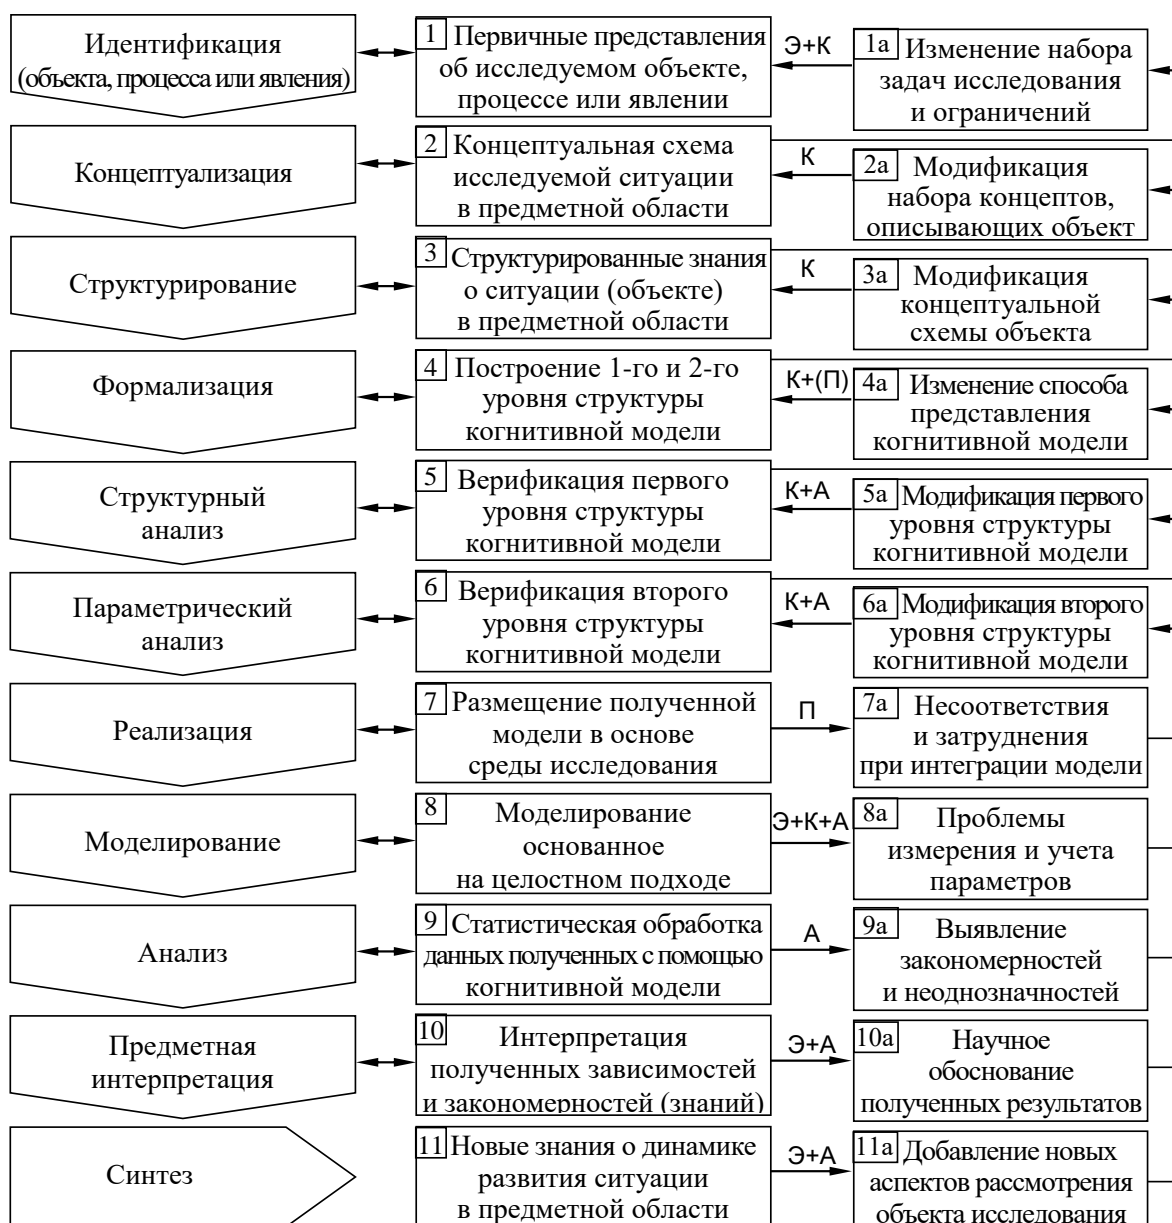 Идентификация
(объекта, процесса или явления)
1 Первичные представления
об исследуемом объекте,
процессе или явлении
Э+К
1а Изменение набора
задач исследования
и ограничений
Концептуализация
2 Концептуальная схема
исследуемой ситуации
в предметной области
К
2а Модификация
набора концептов,
описывающих объект
Структурирование
3 Структурированные знания
о ситуации (объекте)
в предметной области
К
3а Модификация
концептуальной
схемы объекта
Формализация
4 Построение 1-го и 2-го
уровня структуры
когнитивной модели
К+(П)
4а Изменение способа
представления
когнитивной модели
Структурный
анализ
5 Верификация первого
уровня структуры
когнитивной модели
К+А
5а Модификация первого
уровня структуры
когнитивной модели
Параметрический
анализ
6 Верификация второго
уровня структуры
когнитивной модели
К+А
6а Модификация второго
уровня структуры
когнитивной модели
Реализация
7 Размещение полученной
модели в основе
среды исследования
П
7а Несоответствия
и затруднения
при интеграции модели
Моделирование
8 Моделирование
основанное
на целостном подходе
Э+К+А
8а Проблемы
измерения и учета
параметров
Анализ
9 Статистическая обработка
данных полученных с помощью
когнитивной модели
А
9а Выявление
закономерностей
и неоднозначностей
Предметная
интерпретация
10 Интерпретация
полученных зависимостей
и закономерностей (знаний)
Э+А
10а Научное
обоснование
полученных результатов
Синтез
11 Новые знания о динамике
развития ситуации
в предметной области
Э+А
11а Добавление новых
аспектов рассмотрения
объекта исследования